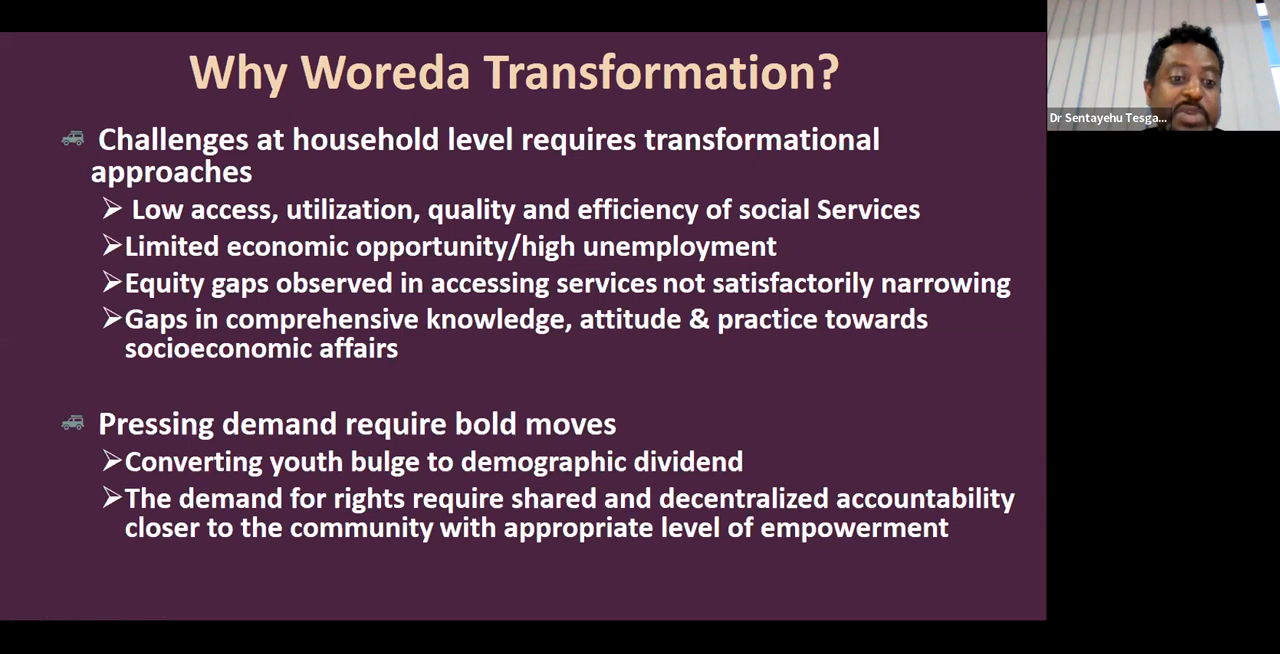 Why Woreda Transformation?
Challenges at household level requires transformational
approaches
Low access, utilization, quality and efficiency of social Services
Limited economic opportunity/high unemployment
Equity gaps observed in accessing services not satisfactorily narrowing
Gaps in comprehensive knowledge, attitude & practice towards
socioeconomic affairs
Pressing demand require bold moves
Converting youth bulge to demographic dividend
The demand for rights require shared and decentralized accountability
closer to the community with appropriate level of empowerment
Dr Sentayehu Tesga...